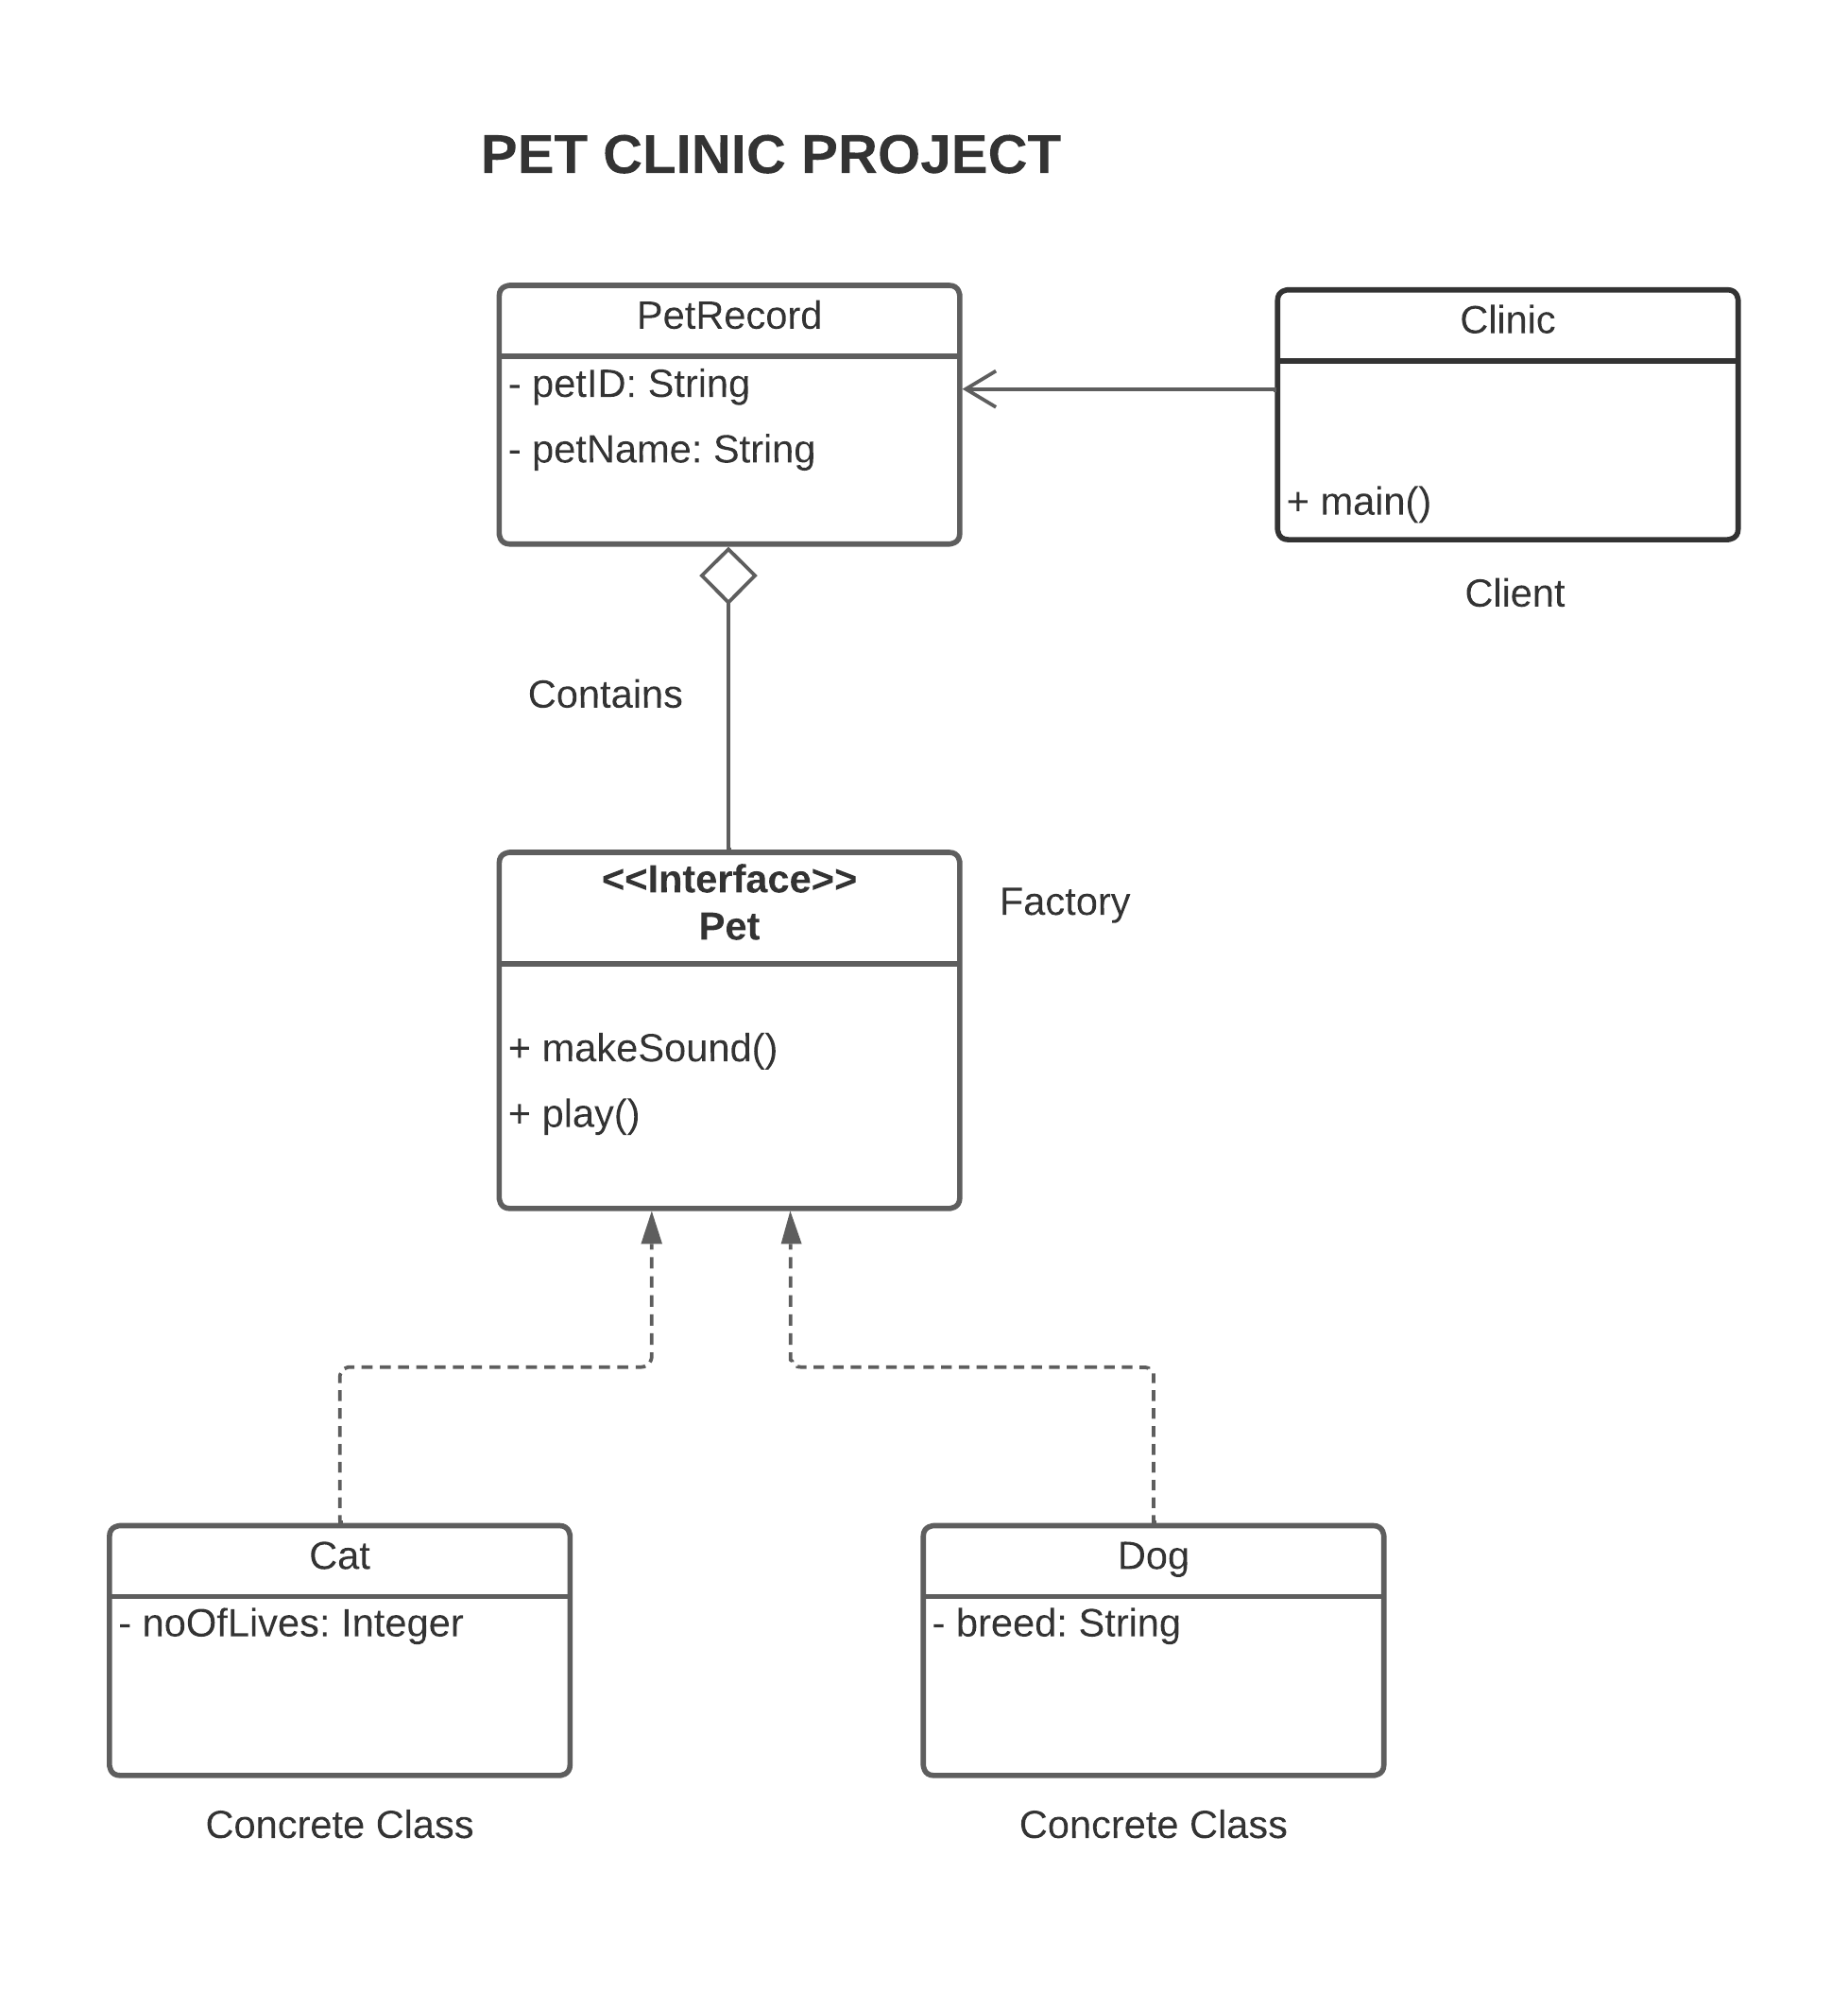 PET CLINIC PROJECT
PetRecord
- petID: String
- petName: String
Clinic
+ main()
Client
Contains
<<Interface>>
Pet
Factory
+ makeSound()
+ play()
Cat
- noOfLives: Integer
Concrete Class
Dog
- breed: String
Concrete Class